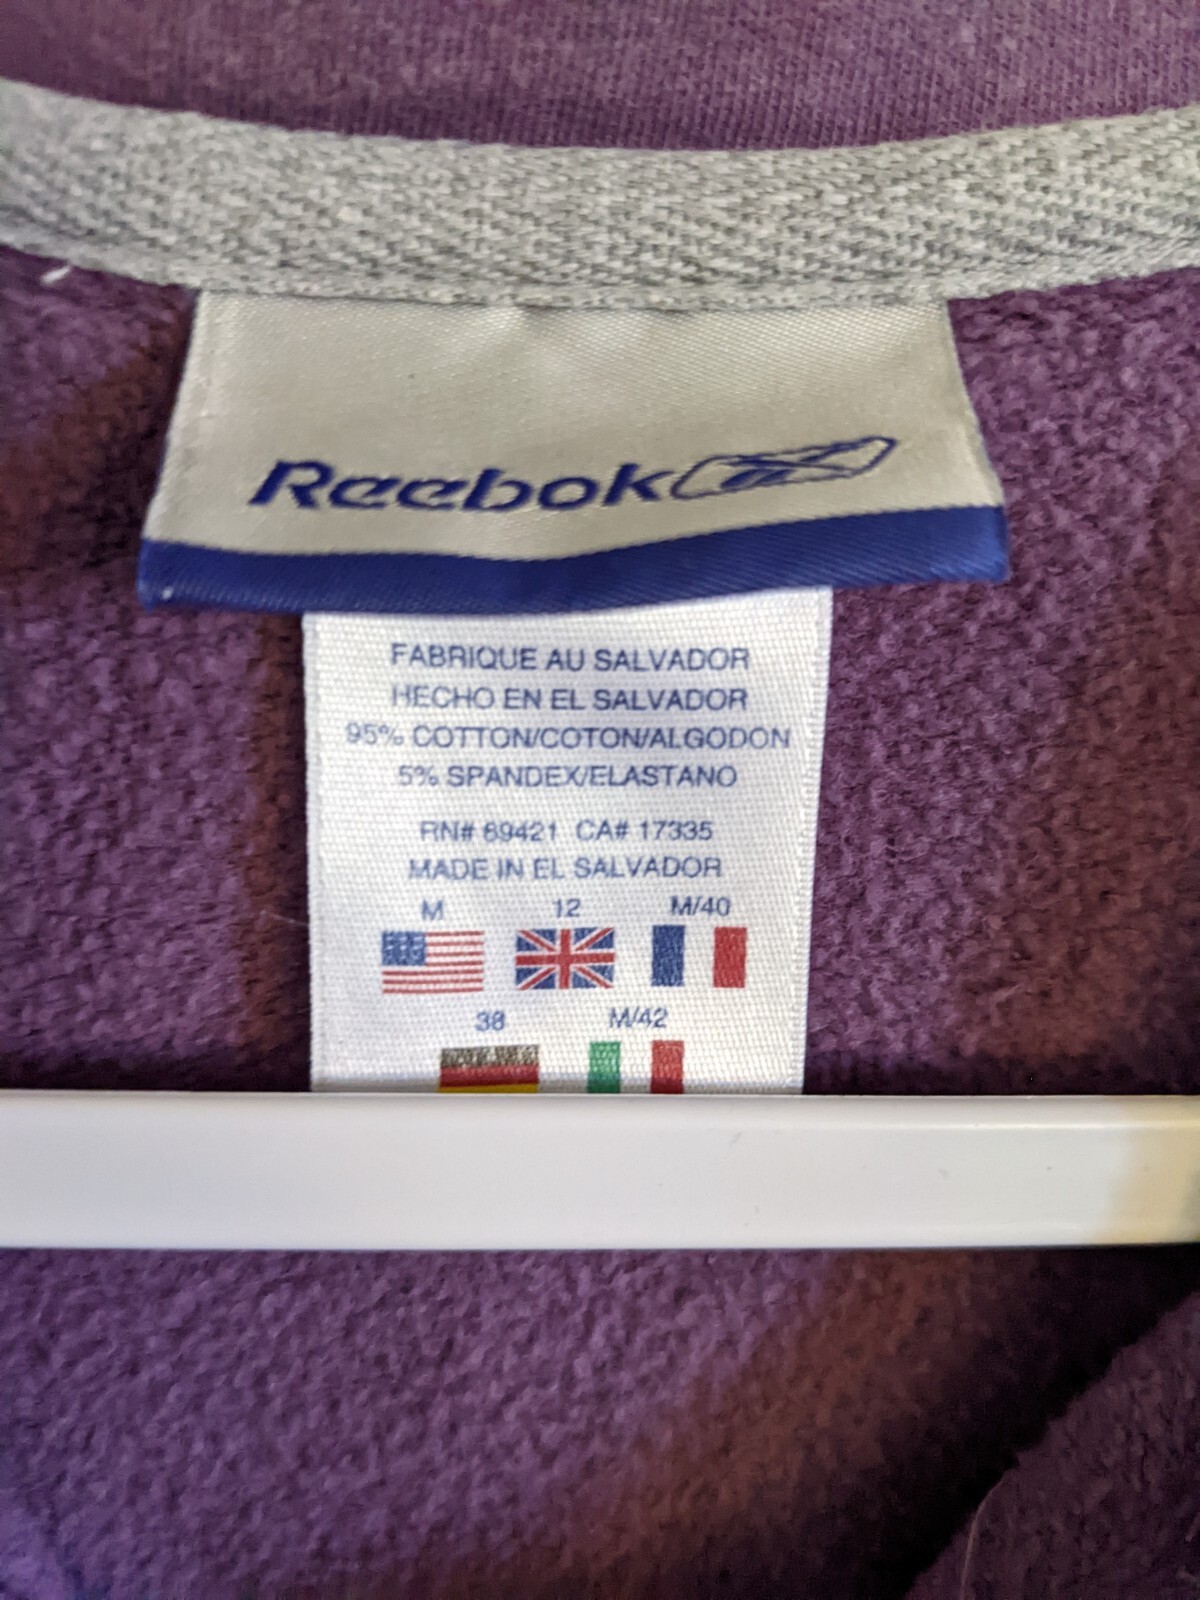 Reebok
FABRIQUE AU SALVADOR
HECHO EN EL SALVADOR
95% COTTON/COTON/ALGODON
5% SPANDEX/ELASTANO
RN# 89421 CA# 17335
MADE IN EL SALVADOR
M 12 M/40
38 M/42